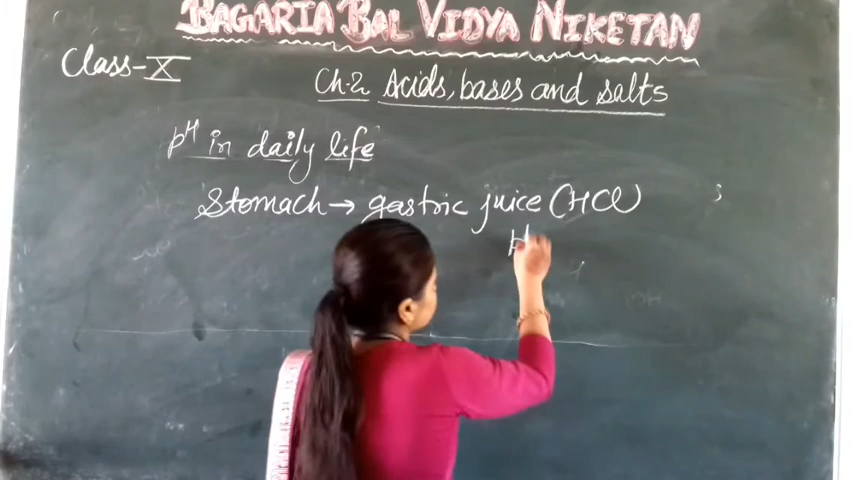 BAGARIA BAL VIDYA NIKETAN
Class-X
Ch-2 Acids, bases and salts
pH in daily life
Stomach → gastric juice (HCl)
H